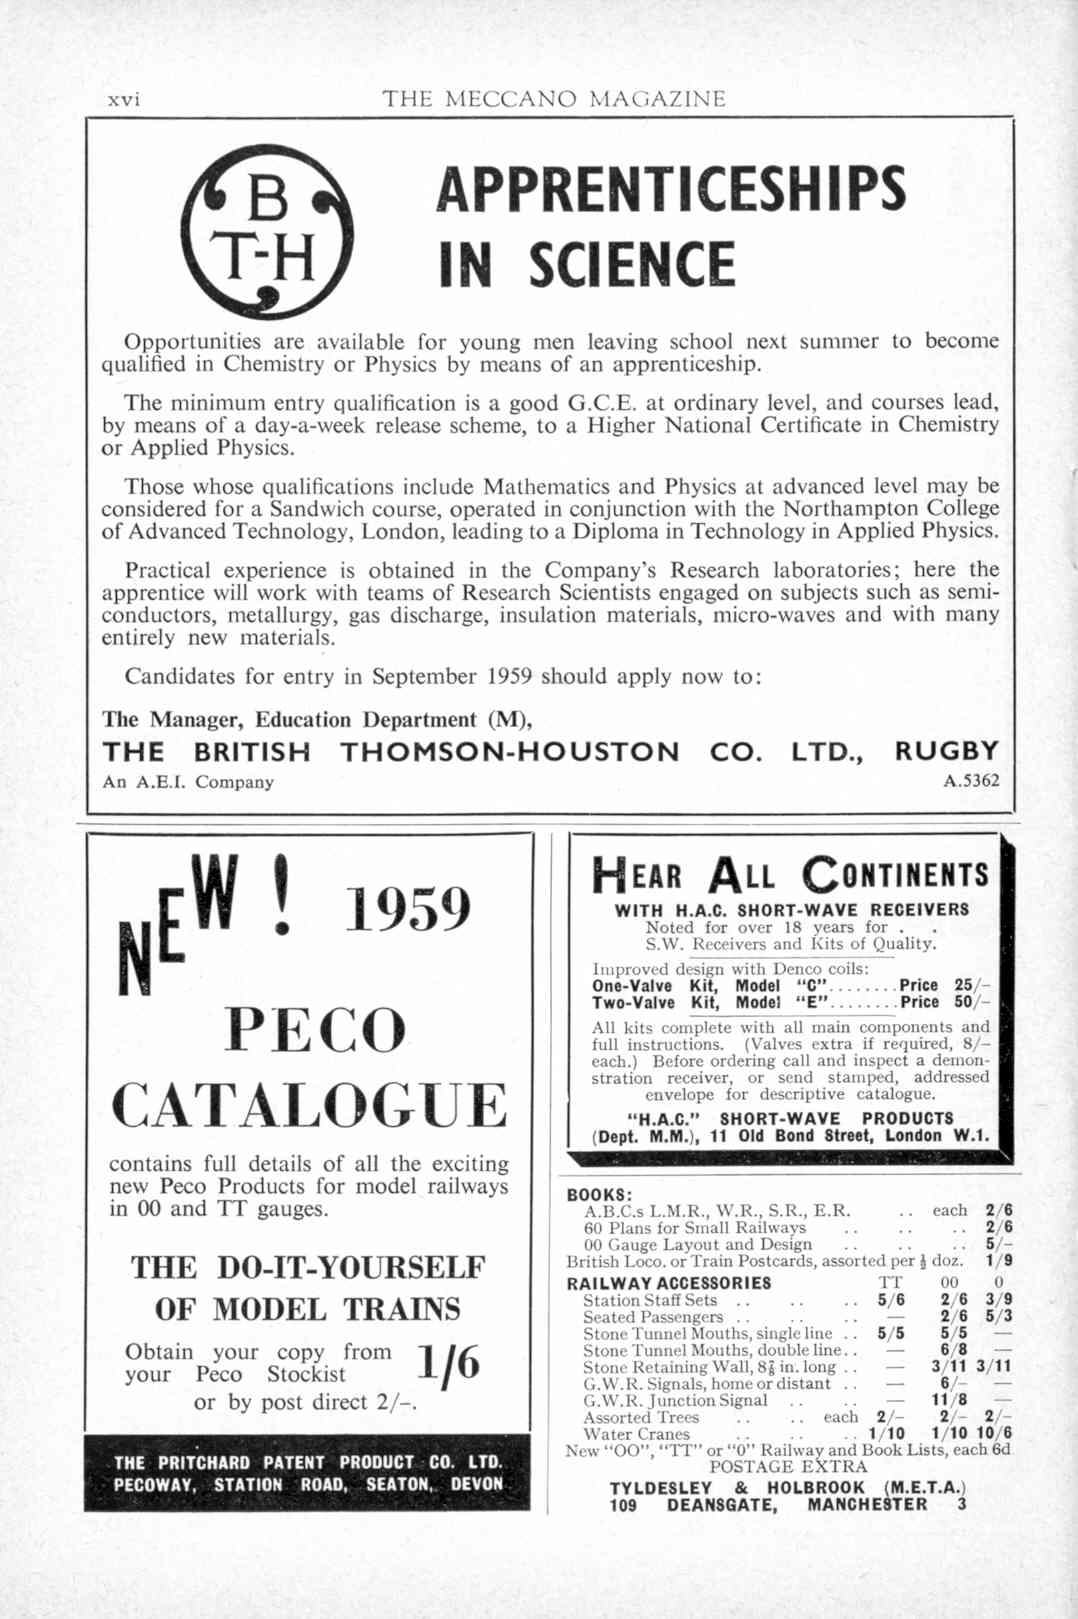 xvi
THE MECCANO MAGAZINE
B
T-H
APPRENTICESHIPS
IN SCIENCE
Opportunities are available for young men leaving school next summer to become
qualified in Chemistry or Physics by means of an apprenticeship.
The minimum entry qualification is a good G.C.E. at ordinary level, and courses lead,
by means of a day-a-week release scheme, to a Higher National Certificate in Chemistry
or Applied Physics.
Those whose qualifications include Mathematics and Physics at advanced level may be
considered for a Sandwich course, operated in conjunction with the Northampton College
of Advanced Technology, London, leading to a Diploma in Technology in Applied Physics.
Practical experience is obtained in the Company's Research laboratories; here the
apprentice will work with teams of Research Scientists engaged on subjects such as semi-
conductors, metallurgy, gas discharge, insulation materials, micro-waves and with many
entirely new materials.
Candidates for entry in September 1959 should apply now to:
The Manager, Education Department (M),
THE BRITISH THOMSON-HOUSTON CO. LTD., RUGBY
An A.E.I. Company A.5362
NEW! 1959
PECO
CATALOGUE
contains full details of all the exciting
new Peco Products for model railways
in 00 and TT gauges.
THE DO-IT-YOURSELF
OF MODEL TRAINS
Obtain your copy from
your Peco Stockist 1/6
or by post direct 2/-.
THE PRITCHARD PATENT PRODUCT CO. LTD.
PECOWAY, STATION ROAD, SEATON, DEVON
HEAR ALL CONTINENTS
WITH H.A.C. SHORT-WAVE RECEIVERS
Noted for over 18 years for . .
S.W. Receivers and Kits of Quality.
Improved design with Denco coils:
One-Valve Kit, Model "C"........Price 25/-
Two-Valve Kit, Model "E"........Price 50/-
All kits complete with all main components and
full instructions. (Valves extra if required, 8/-
each.) Before ordering call and inspect a demon-
stration receiver, or send stamped, addressed
envelope for descriptive catalogue.
"H.A.C." SHORT-WAVE PRODUCTS
(Dept. M.M.), 11 Old Bond Street, London W.1.
BOOKS:
A.B.C.s L.M.R., W.R., S.R., E.R. .. each 2/6
60 Plans for Small Railways .. .. .. 2/6
00 Gauge Layout and Design .. .. .. 5/-
British Loco. or Train Postcards, assorted per ½ doz. 1/9
RAILWAY ACCESSORIES TT 00 0
Station Staff Sets .. .. .. 5/6 2/6 3/9
Seated Passengers .. .. .. — 2/6 5/3
Stone Tunnel Mouths, single line .. 5/5 5/5 —
Stone Tunnel Mouths, double line .. — 6/8 —
Stone Retaining Wall, 8⅞ in. long .. — 3/11 3/11
G.W.R. Signals, home or distant .. — 6/- —
G.W.R. Junction Signal .. .. — 11/8 —
Assorted Trees .. .. each 2/- 2/- 2/-
Water Cranes .. .. .. 1/10 1/10 10/6
New "OO", "TT" or "0" Railway and Book Lists, each 6d
POSTAGE EXTRA
TYLDESLEY & HOLBROOK (M.E.T.A.)
109 DEANSGATE, MANCHESTER 3